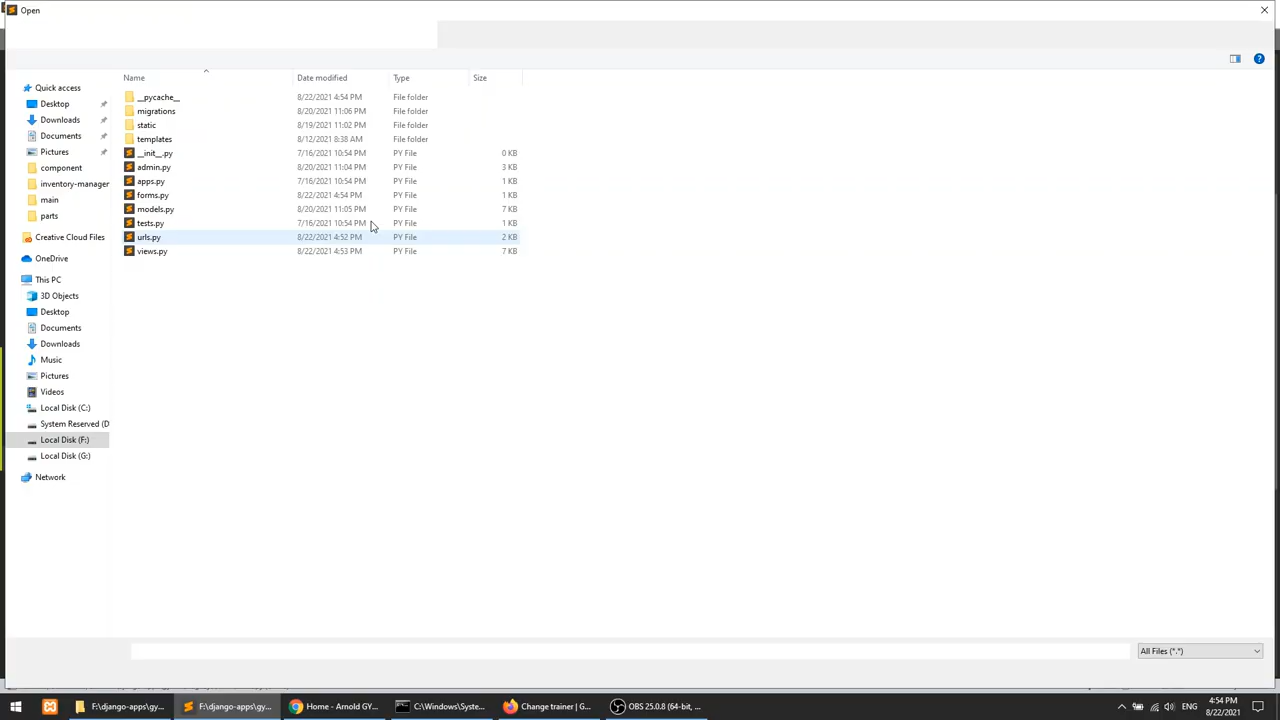 Open
Name Date modified Type Size
Quick access
Desktop
Downloads
Documents
Pictures
component
inventory-manager
main
parts
Creative Cloud Files
OneDrive
This PC
3D Objects
Desktop
Documents
Downloads
Music
Pictures
Videos
Local Disk (C:)
System Reserved (D
Local Disk (F:)
Local Disk (G:)
Network
__pycache__ 8/22/2021 4:54 PM File folder
migrations 8/20/2021 11:06 PM File folder
static 8/19/2021 11:02 PM File folder
templates 8/12/2021 8:38 AM File folder
__init__.py 7/16/2021 10:54 PM PY File 0 KB
admin.py 8/20/2021 11:04 PM PY File 3 KB
apps.py 7/16/2021 10:54 PM PY File 1 KB
forms.py 8/22/2021 4:54 PM PY File 1 KB
models.py 8/20/2021 11:05 PM PY File 7 KB
tests.py 7/16/2021 10:54 PM PY File 1 KB
urls.py 8/22/2021 4:52 PM PY File 2 KB
views.py 8/22/2021 4:53 PM PY File 7 KB
All Files (*.*)
F:\django-apps\gy...
F:\django-apps\gy...
Home - Arnold GY...
C:\Windows\Syste...
Change trainer | G...
OBS 25.0.8 (64-bit, ...
ENG
4:54 PM
8/22/2021